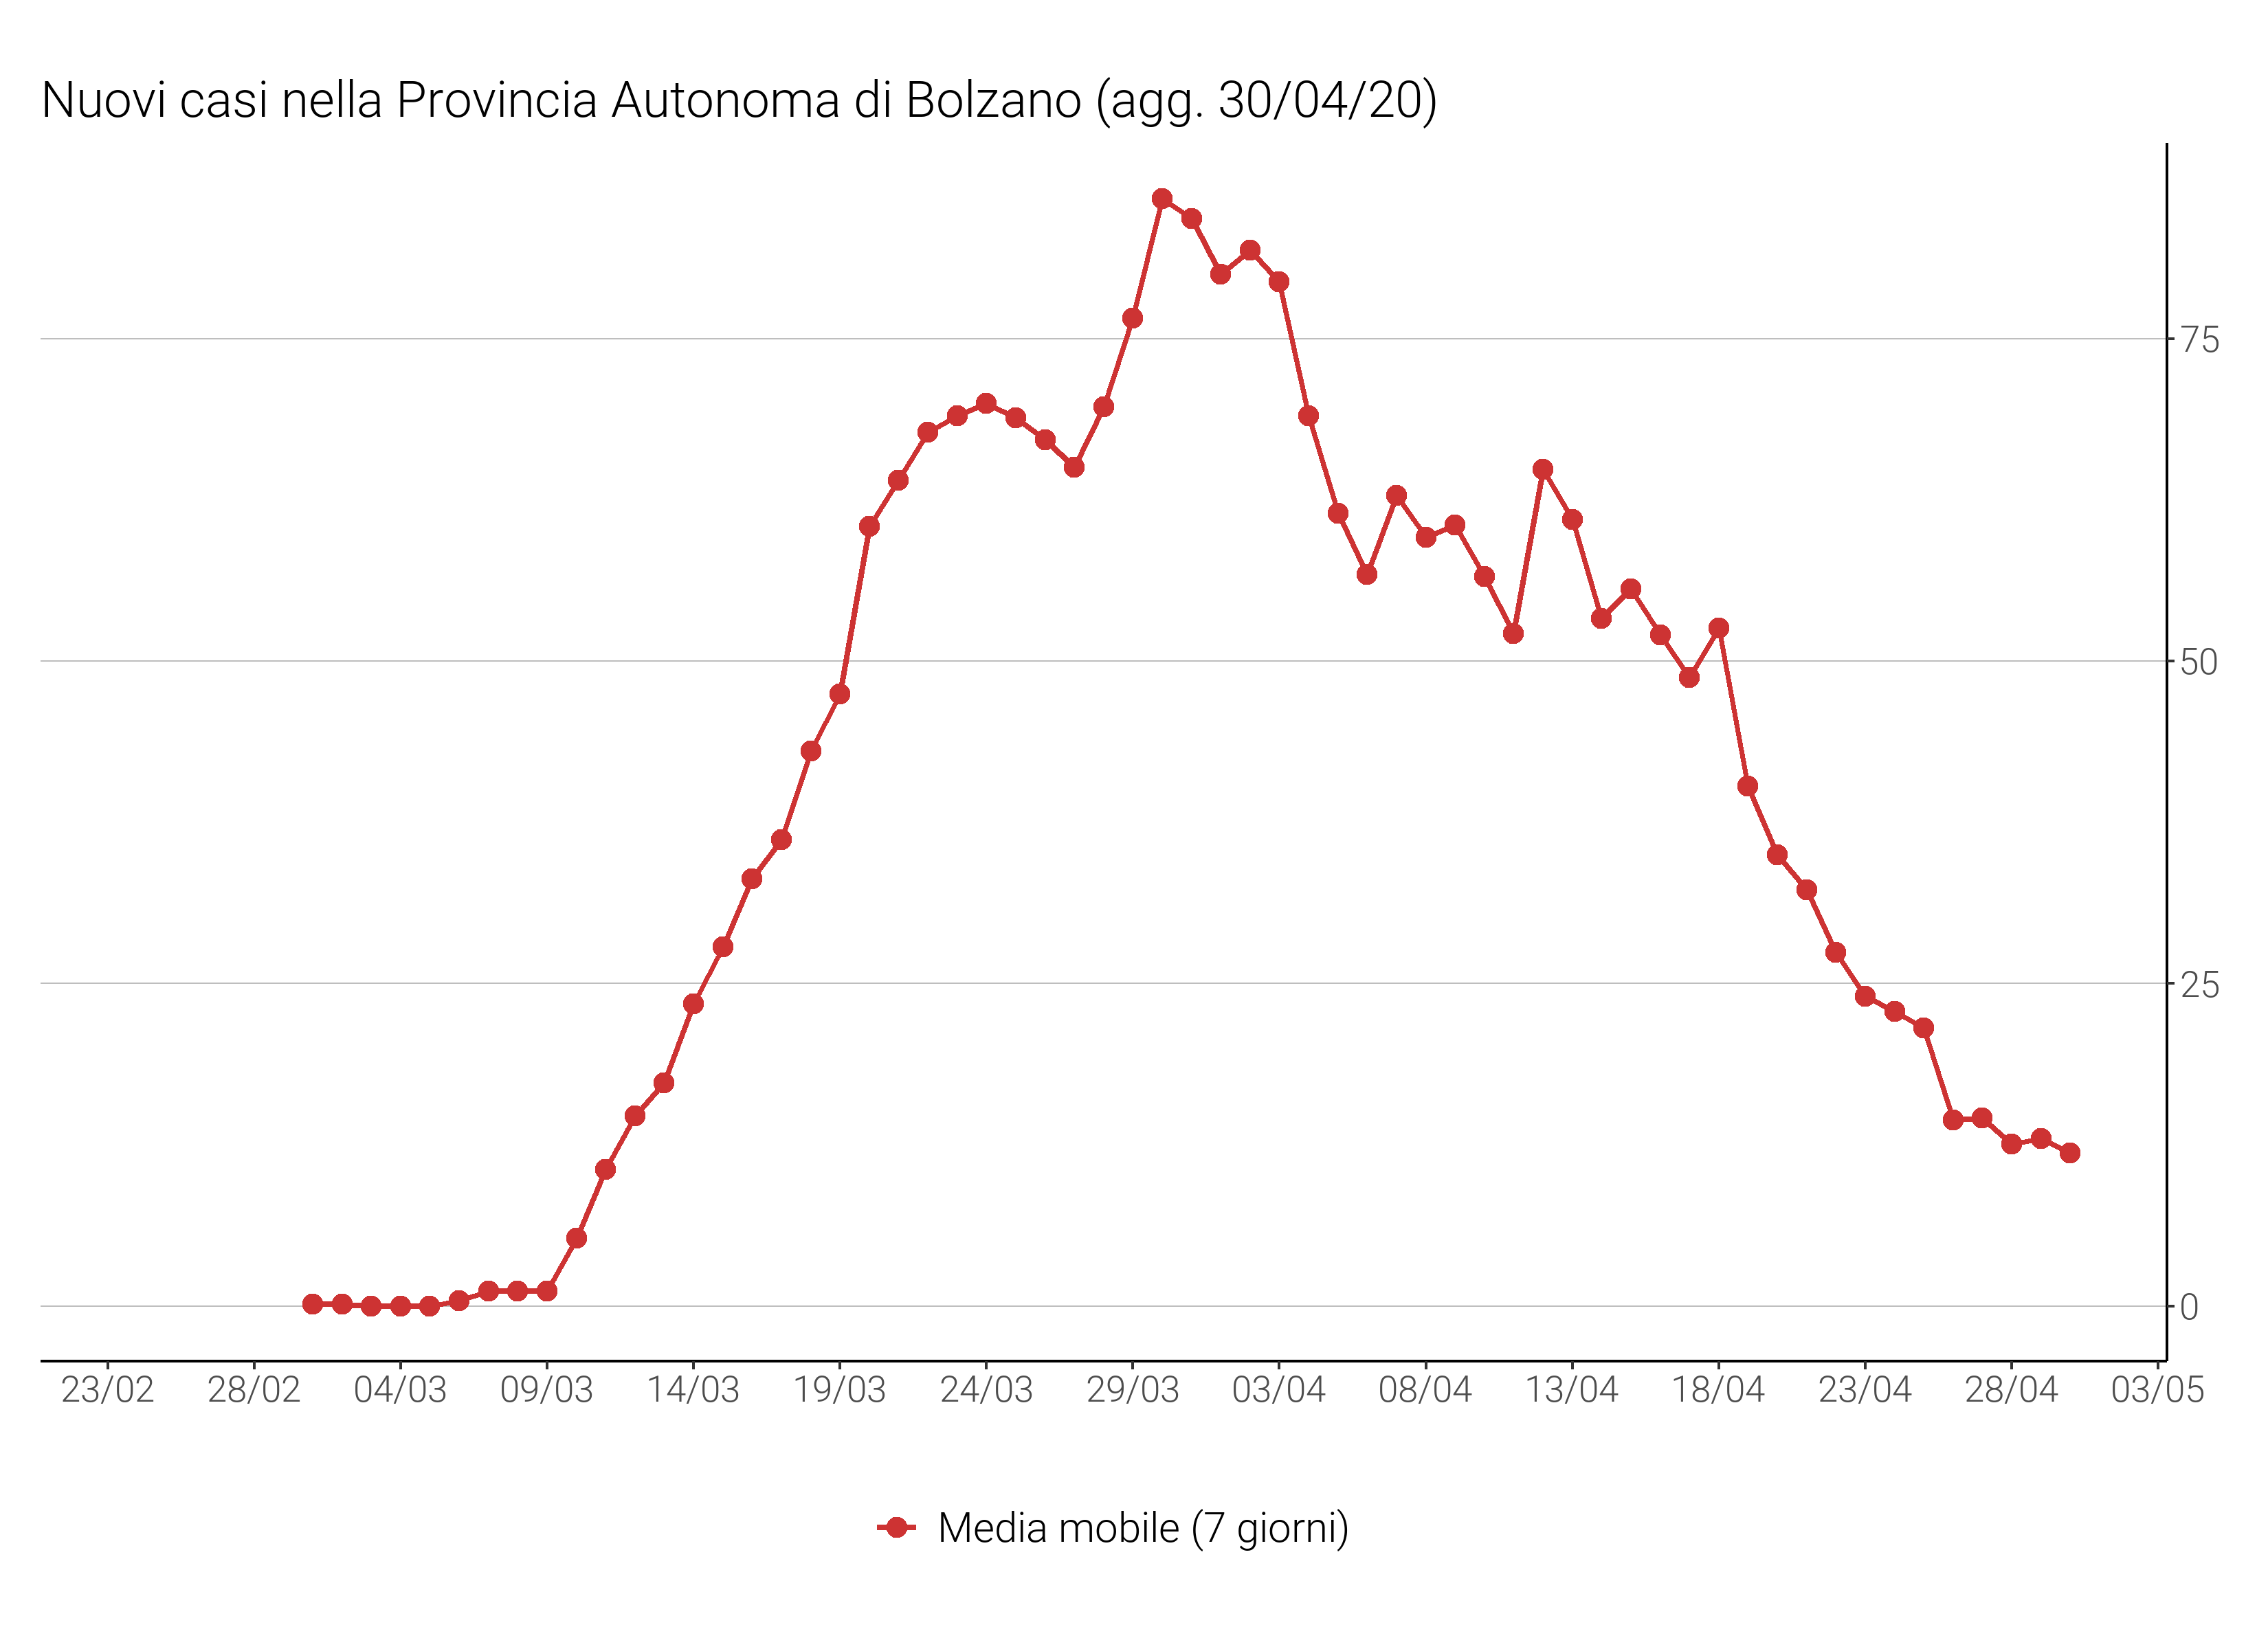 Nuovi casi nella Provincia Autonoma di Bolzano (agg. 30/04/20)
75
50
25
0
23/02 28/02 04/03 09/03 14/03 19/03 24/03 29/03 03/04 08/04 13/04 18/04 23/04 28/04 03/05
Media mobile (7 giorni)